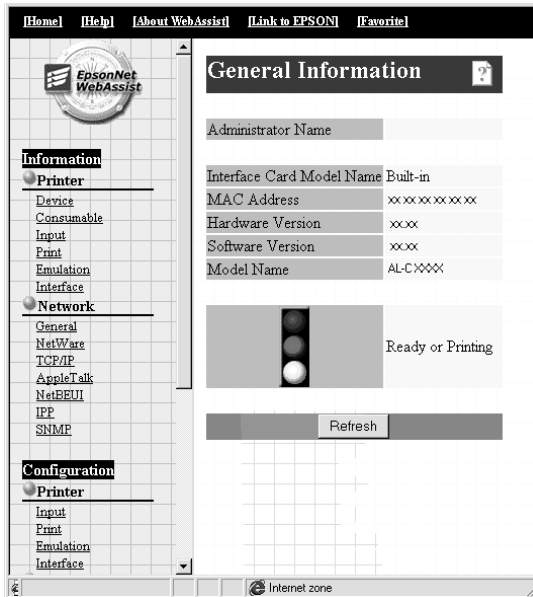 [Home] [Help] [About WebAssist] [Link to EPSON] [Favorite]
EpsonNet
WebAssist
Information
Printer
Device
Consumable
Input
Print
Emulation
Interface
Network
General
NetWare
TCP/IP
AppleTalk
NetBEUI
IPP
SNMP
Configuration
Printer
Input
Print
Emulation
Interface
General Information ?
Administrator Name
Interface Card Model Name Built-in
MAC Address xx xx xx xx xx xx
Hardware Version xx.xx
Software Version xx.xx
Model Name AL-CXXXX
Ready or Printing
Refresh
Internet zone